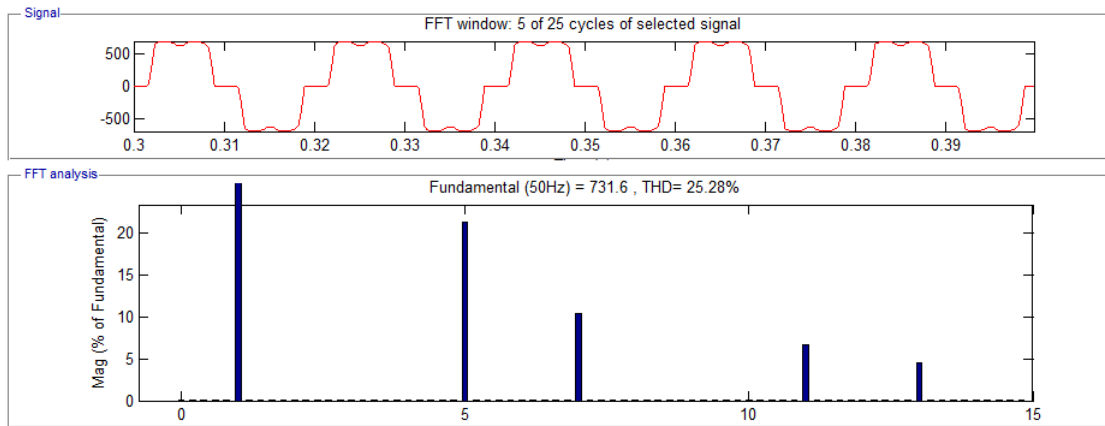 Signal
FFT window: 5 of 25 cycles of selected signal
500
0
-500
0.3 0.31 0.32 0.33 0.34 0.35 0.36 0.37 0.38 0.39
FFT analysis
Fundamental (50Hz) = 731.6 , THD= 25.28%
Mag (% of Fundamental)
20
15
10
5
0
0 5 10 15